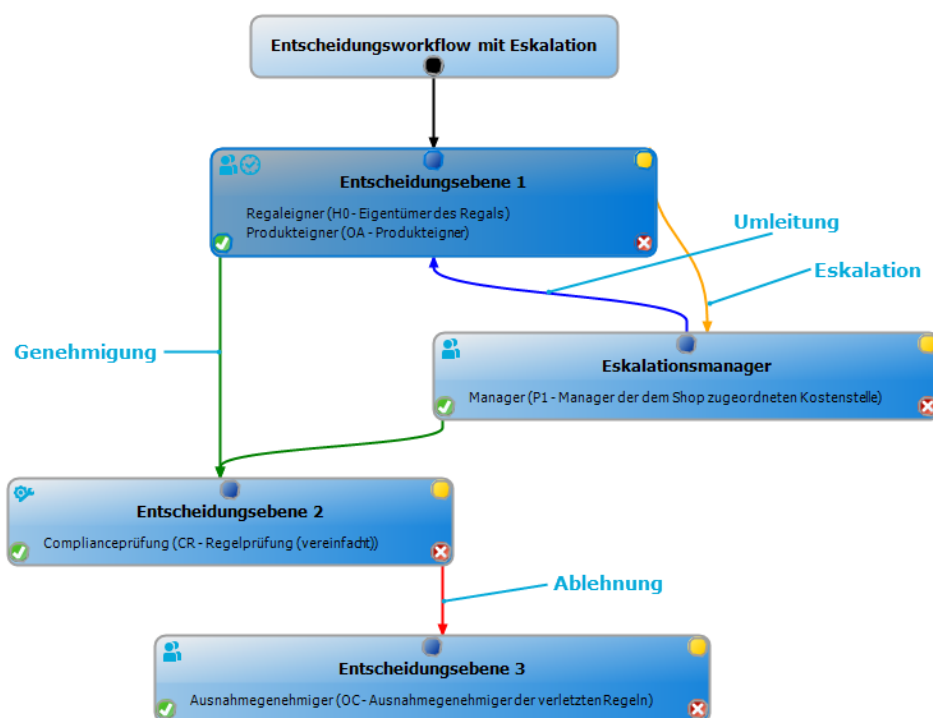 Entscheidungsworkflow mit Eskalation
Entscheidungsebene 1
Regaleigner (H0 - Eigentümer des Regals)
Produkteigner (OA - Produkteigner)
Umleitung
Eskalation
Genehmigung
Eskalationsmanager
Manager (P1 - Manager der dem Shop zugeordneten Kostenstelle)
Entscheidungsebene 2
Complianceprüfung (CR - Regelprüfung (vereinfacht))
Ablehnung
Entscheidungsebene 3
Ausnahmegenehmiger (OC - Ausnahmegenehmiger der verletzten Regeln)